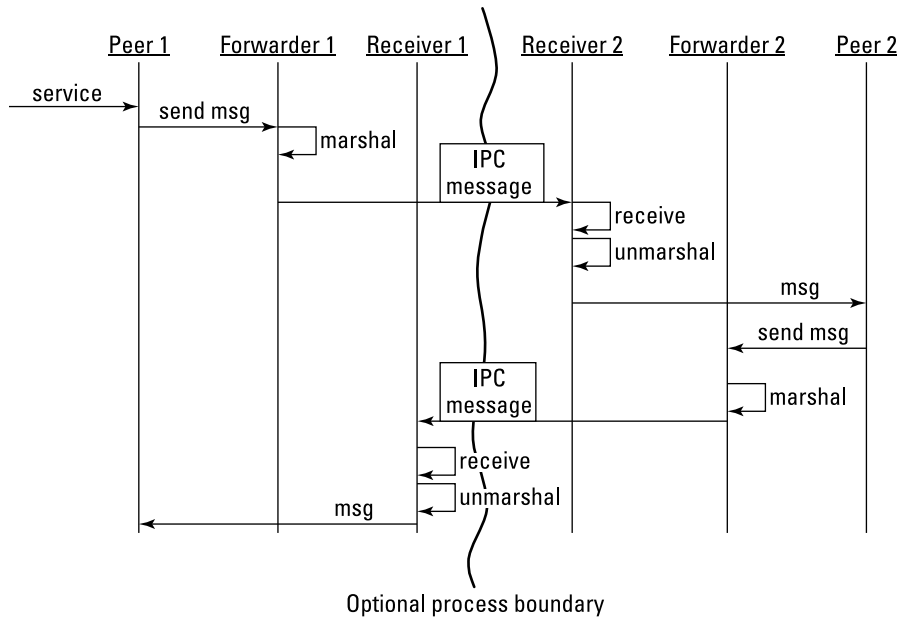 Peer 1
Forwarder 1
Receiver 1
Receiver 2
Forwarder 2
Peer 2
service
send msg
marshal
IPC
message
receive
unmarshal
msg
send msg
IPC
message
marshal
receive
unmarshal
msg
Optional process boundary